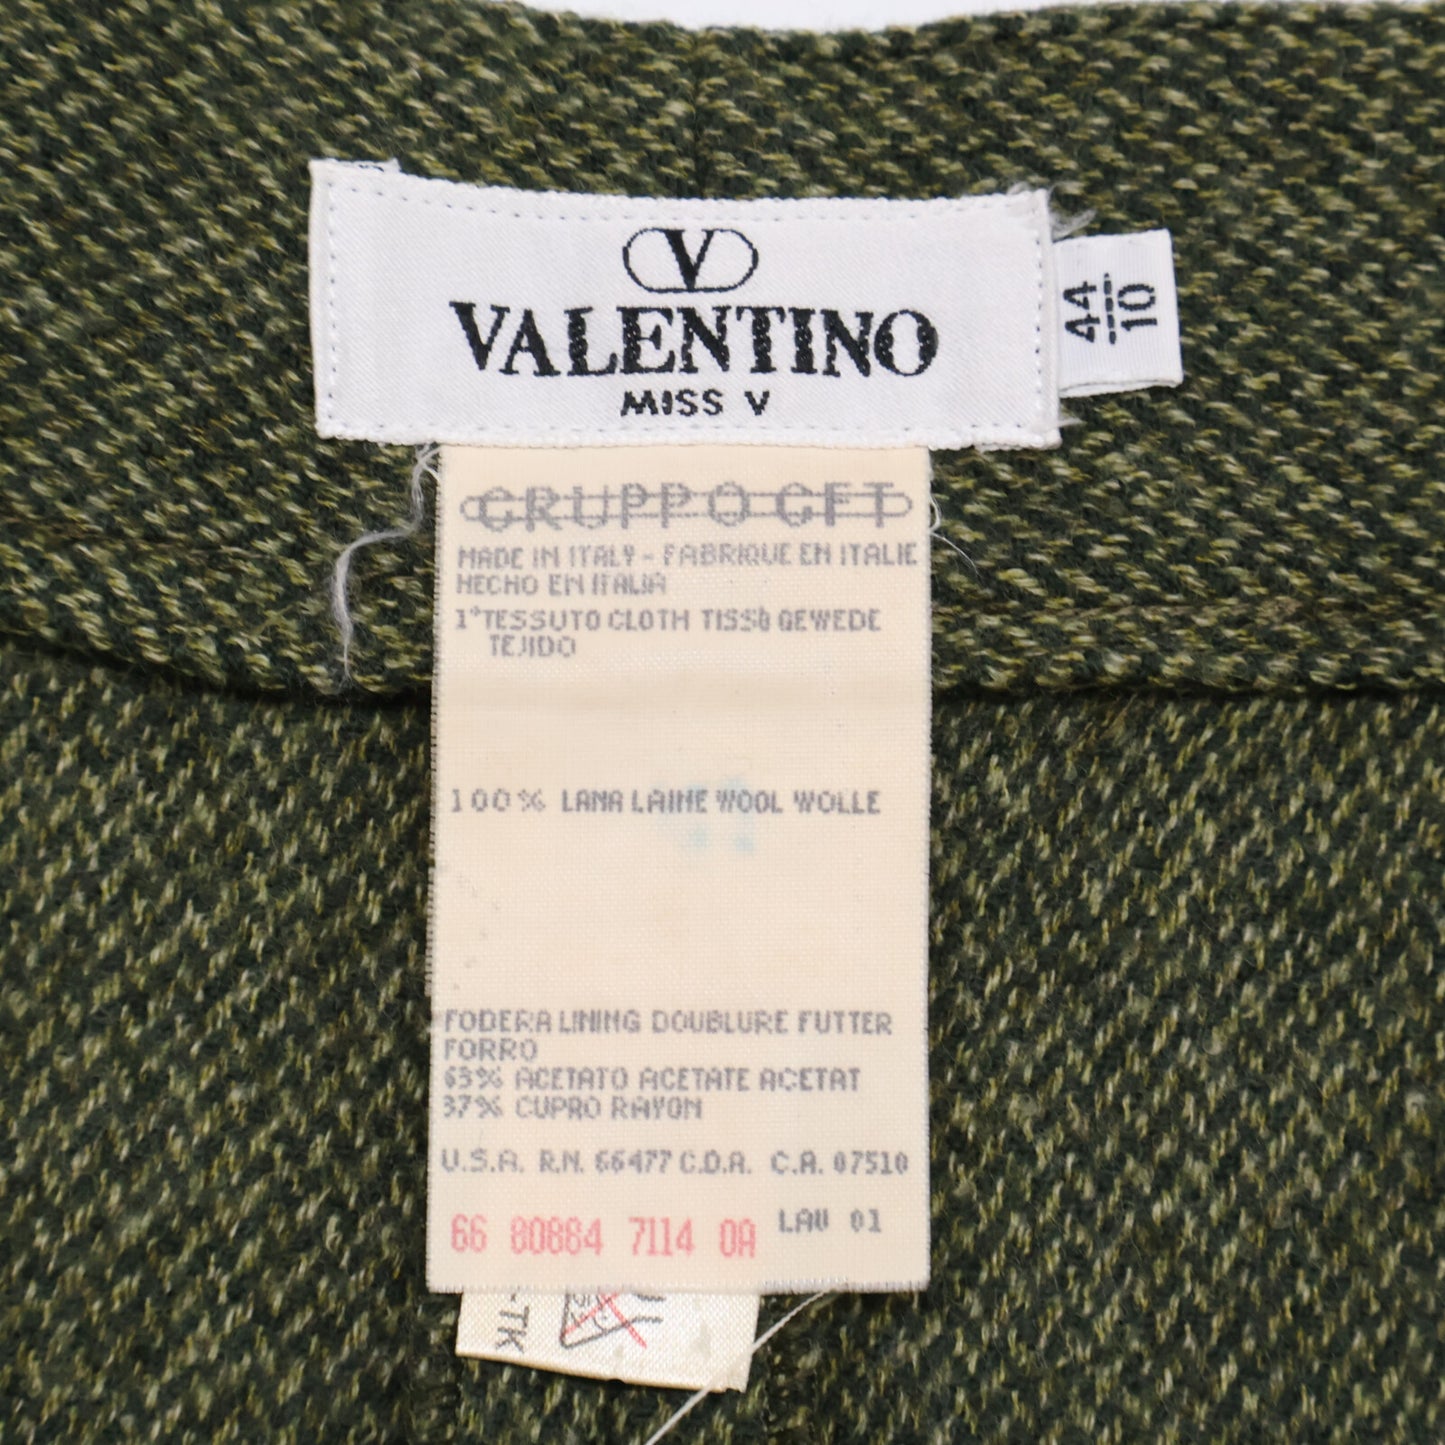 V
VALENTINO
MISS V
44
10
GRUPPO GFT
MADE IN ITALY - FABRIQUE EN ITALIE
HECHO EN ITALIA
1° TESSUTO CLOTH TISSÙ GEWEDE
TEJIDO
100% LANA LAINE WOOL WOLLE
FODERA LINING DOUBLURE FUTTER
FORRO
63% ACETATO ACETATE ACETAT
37% CUPRO RAYON
U.S.A. R.N. 66477 C.D.A. C.A. 07510
66 80884 7114 0A LAV 01
-TK